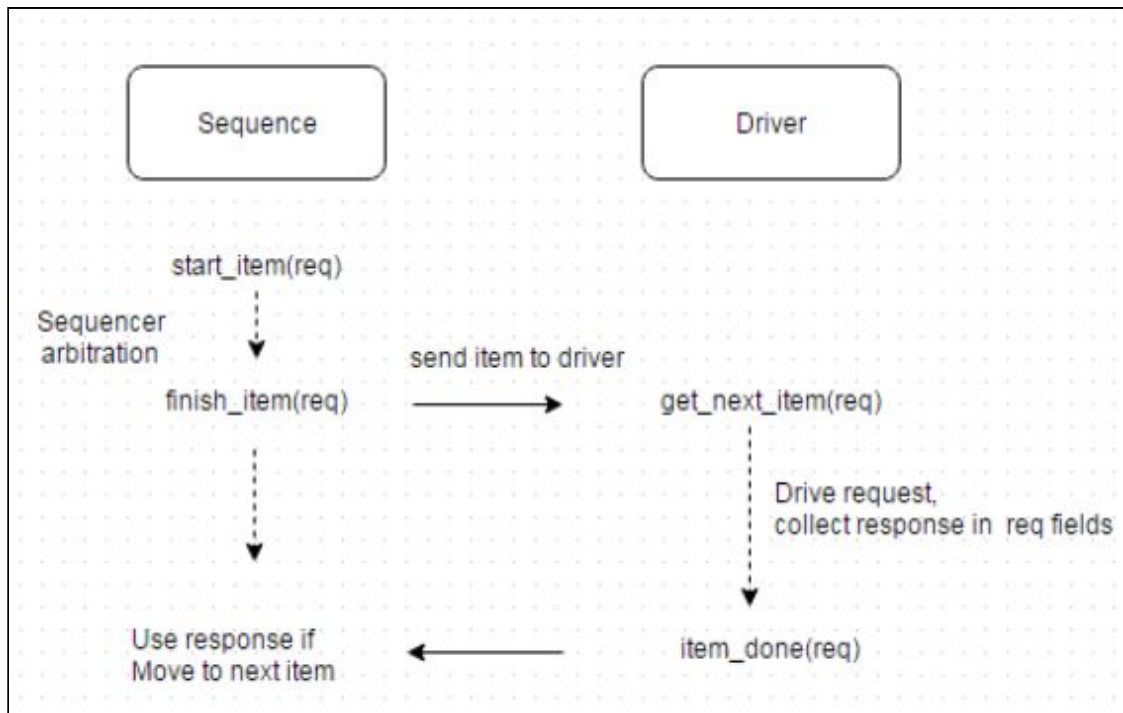 Sequence
Driver
start_item(req)
Sequencer
arbitration
send item to driver
finish_item(req)
get_next_item(req)
Drive request,
collect response in req fields
Use response if
Move to next item
item_done(req)